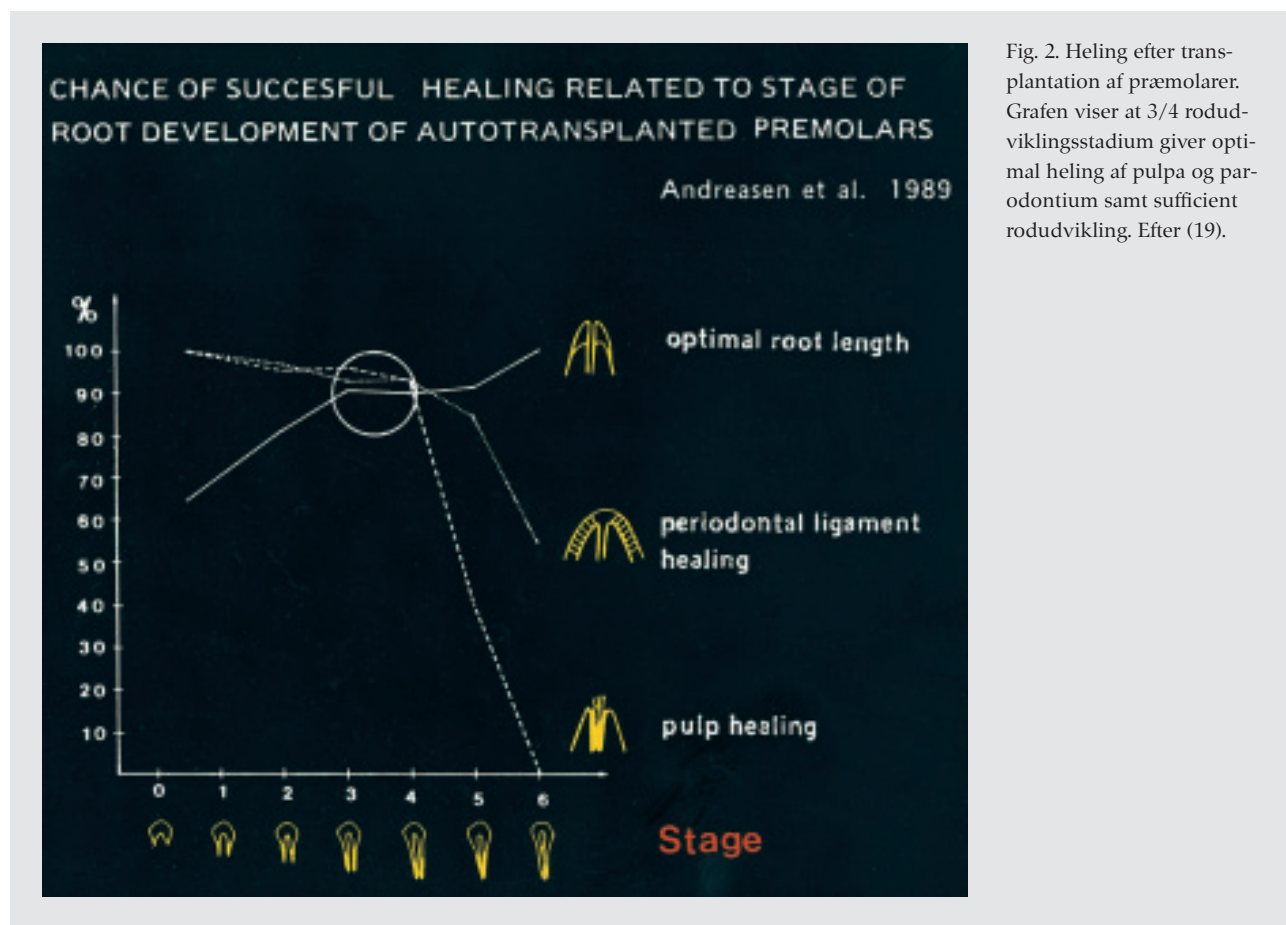 CHANCE OF SUCCESFUL HEALING RELATED TO STAGE OF
ROOT DEVELOPMENT OF AUTOTRANSPLANTED PREMOLARS
Andreasen et al. 1989
%
100
90
80
70
60
50
40
30
20
10
0 1 2 3 4 5 6
optimal root length
periodontal ligament
healing
pulp healing
Stage
Fig. 2. Heling efter trans-
plantation af præmolarer.
Grafen viser at 3/4 rodud-
viklingsstadium giver opti-
mal heling af pulpa og par-
odontium samt sufficient
rodudvikling. Efter (19).